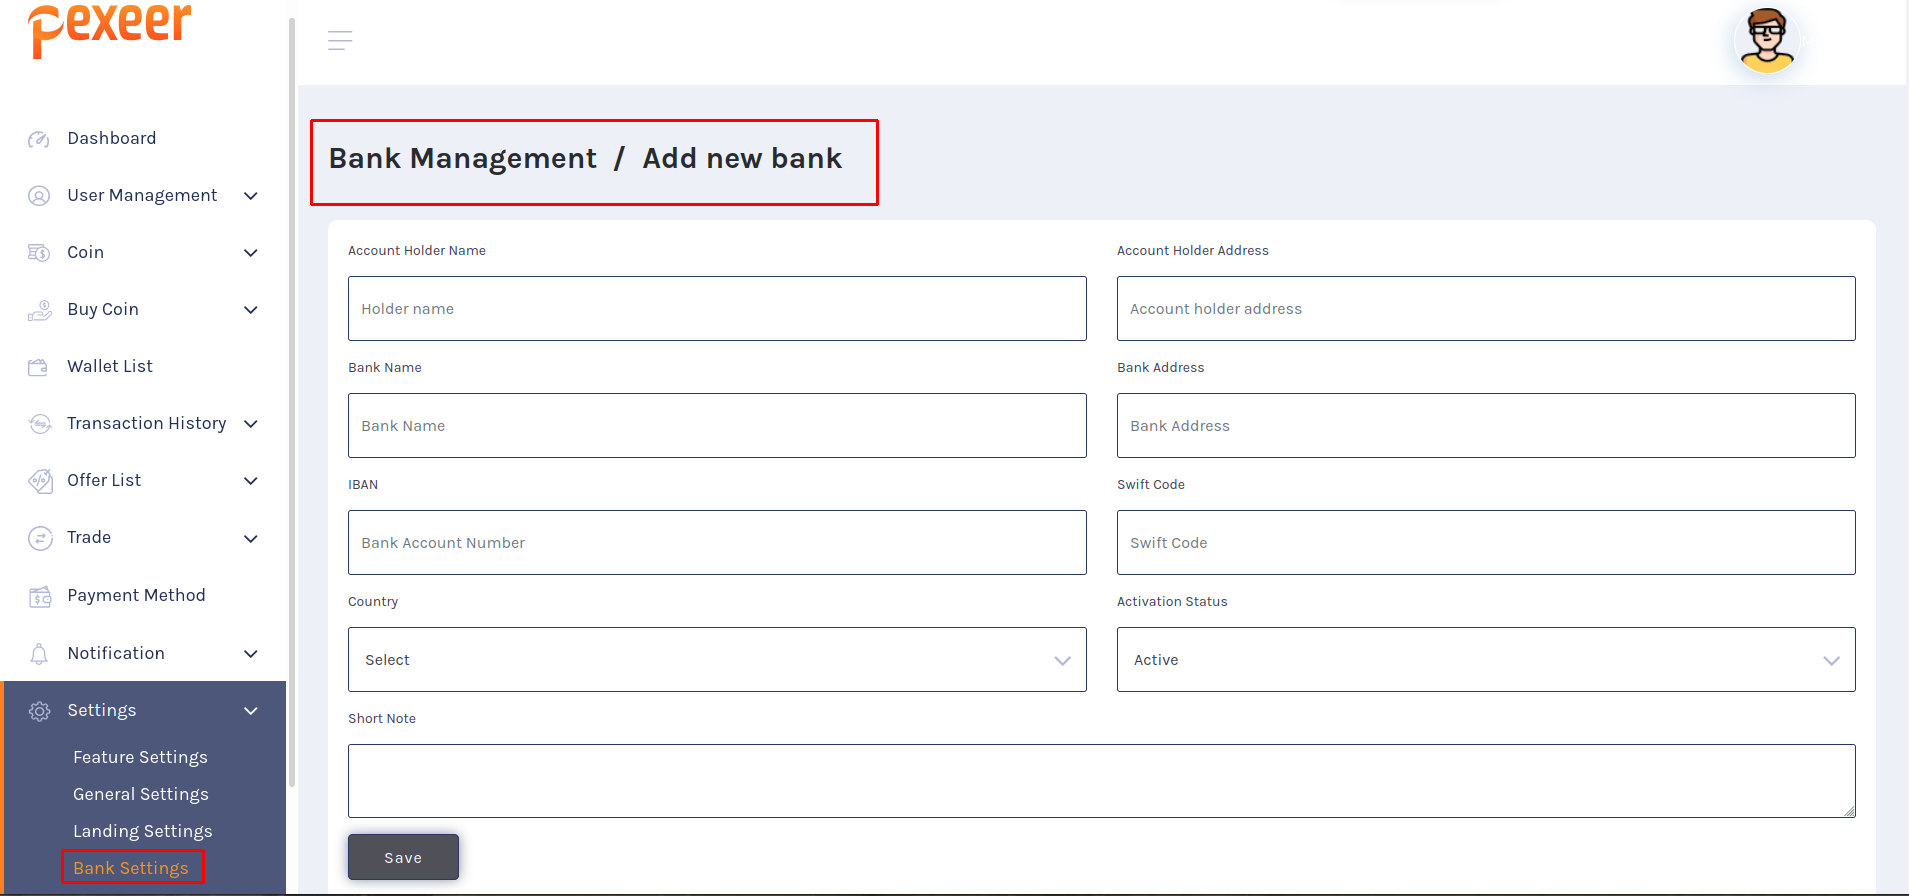 pexeer
Dashboard
User Management
Coin
Buy Coin
Wallet List
Transaction History
Offer List
Trade
Payment Method
Notification
Settings
Feature Settings
General Settings
Landing Settings
Bank Settings
Bank Management / Add new bank
Account Holder Name
Holder name
Account Holder Address
Account holder address
Bank Name
Bank Name
Bank Address
Bank Address
IBAN
Bank Account Number
Swift Code
Swift Code
Country
Select
Activation Status
Active
Short Note
Save